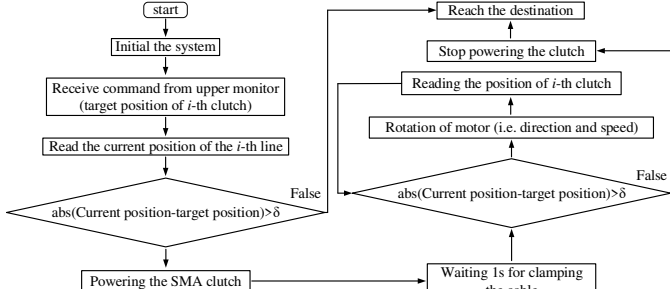 start
Initial the system
Receive command from upper monitor
(target position of i-th clutch)
Read the current position of the i-th line
False
abs(Current position-target position)>δ
Powering the SMA clutch
Reach the destination
Stop powering the clutch
Reading the position of i-th clutch
Rotation of motor (i.e. direction and speed)
False
abs(Current position-target position)>δ
Waiting 1s for clamping
the cable